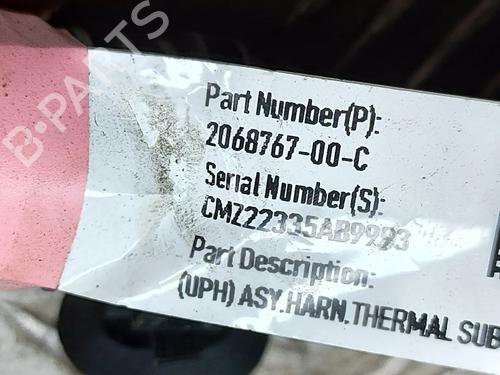 B-PARTS
Part Number(P):
2068767-00-C
Serial Number(S):
CMZ22335AB9993
Part Description:
(UPH) ASY.HARN.THERMAL SUB